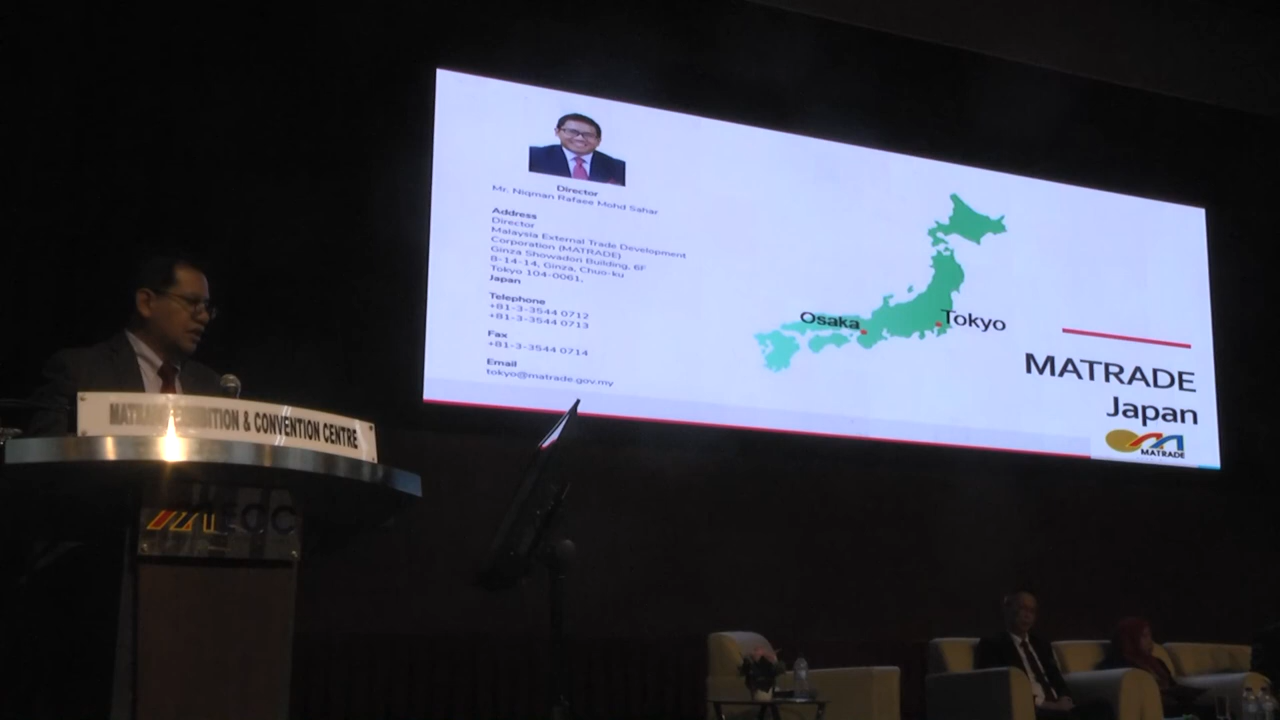 Director
Mr. Niqman Rafaee Mohd Sahar
Address
Director
Malaysia External Trade Development
Corporation (MATRADE)
Ginza Showadori Building, 6F
8-14-14, Ginza, Chuo-ku
Tokyo 104-0061,
Japan
Telephone
+81-3-3544 0712
+81-3-3544 0713
Fax
+81-3-3544 0714
Email
tokyo@matrade.gov.my
Osaka
Tokyo
MATRADE
Japan
MATRADE
& CONVENTION CENTRE